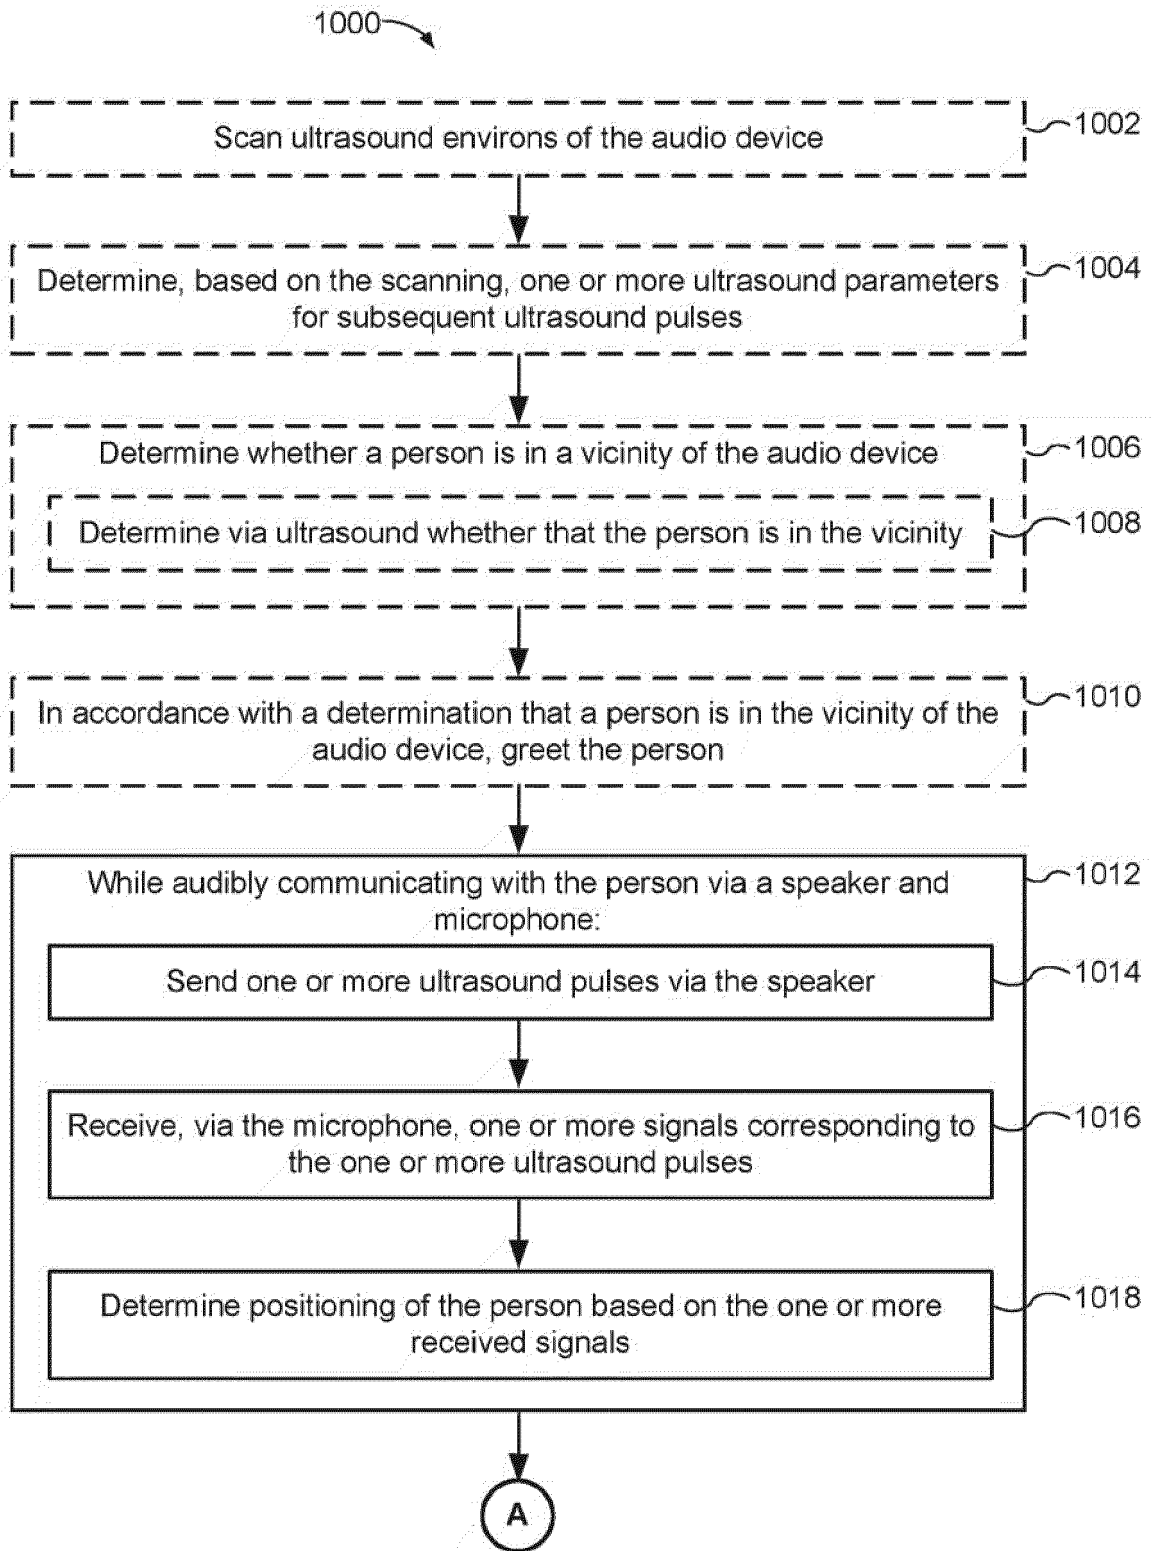 1000
Scan ultrasound environs of the audio device
1002
Determine, based on the scanning, one or more ultrasound parameters
for subsequent ultrasound pulses
1004
Determine whether a person is in a vicinity of the audio device
1006
Determine via ultrasound whether that the person is in the vicinity
1008
In accordance with a determination that a person is in the vicinity of the
audio device, greet the person
1010
While audibly communicating with the person via a speaker and
microphone:
1012
Send one or more ultrasound pulses via the speaker
1014
Receive, via the microphone, one or more signals corresponding to
the one or more ultrasound pulses
1016
Determine positioning of the person based on the one or more
received signals
1018
A